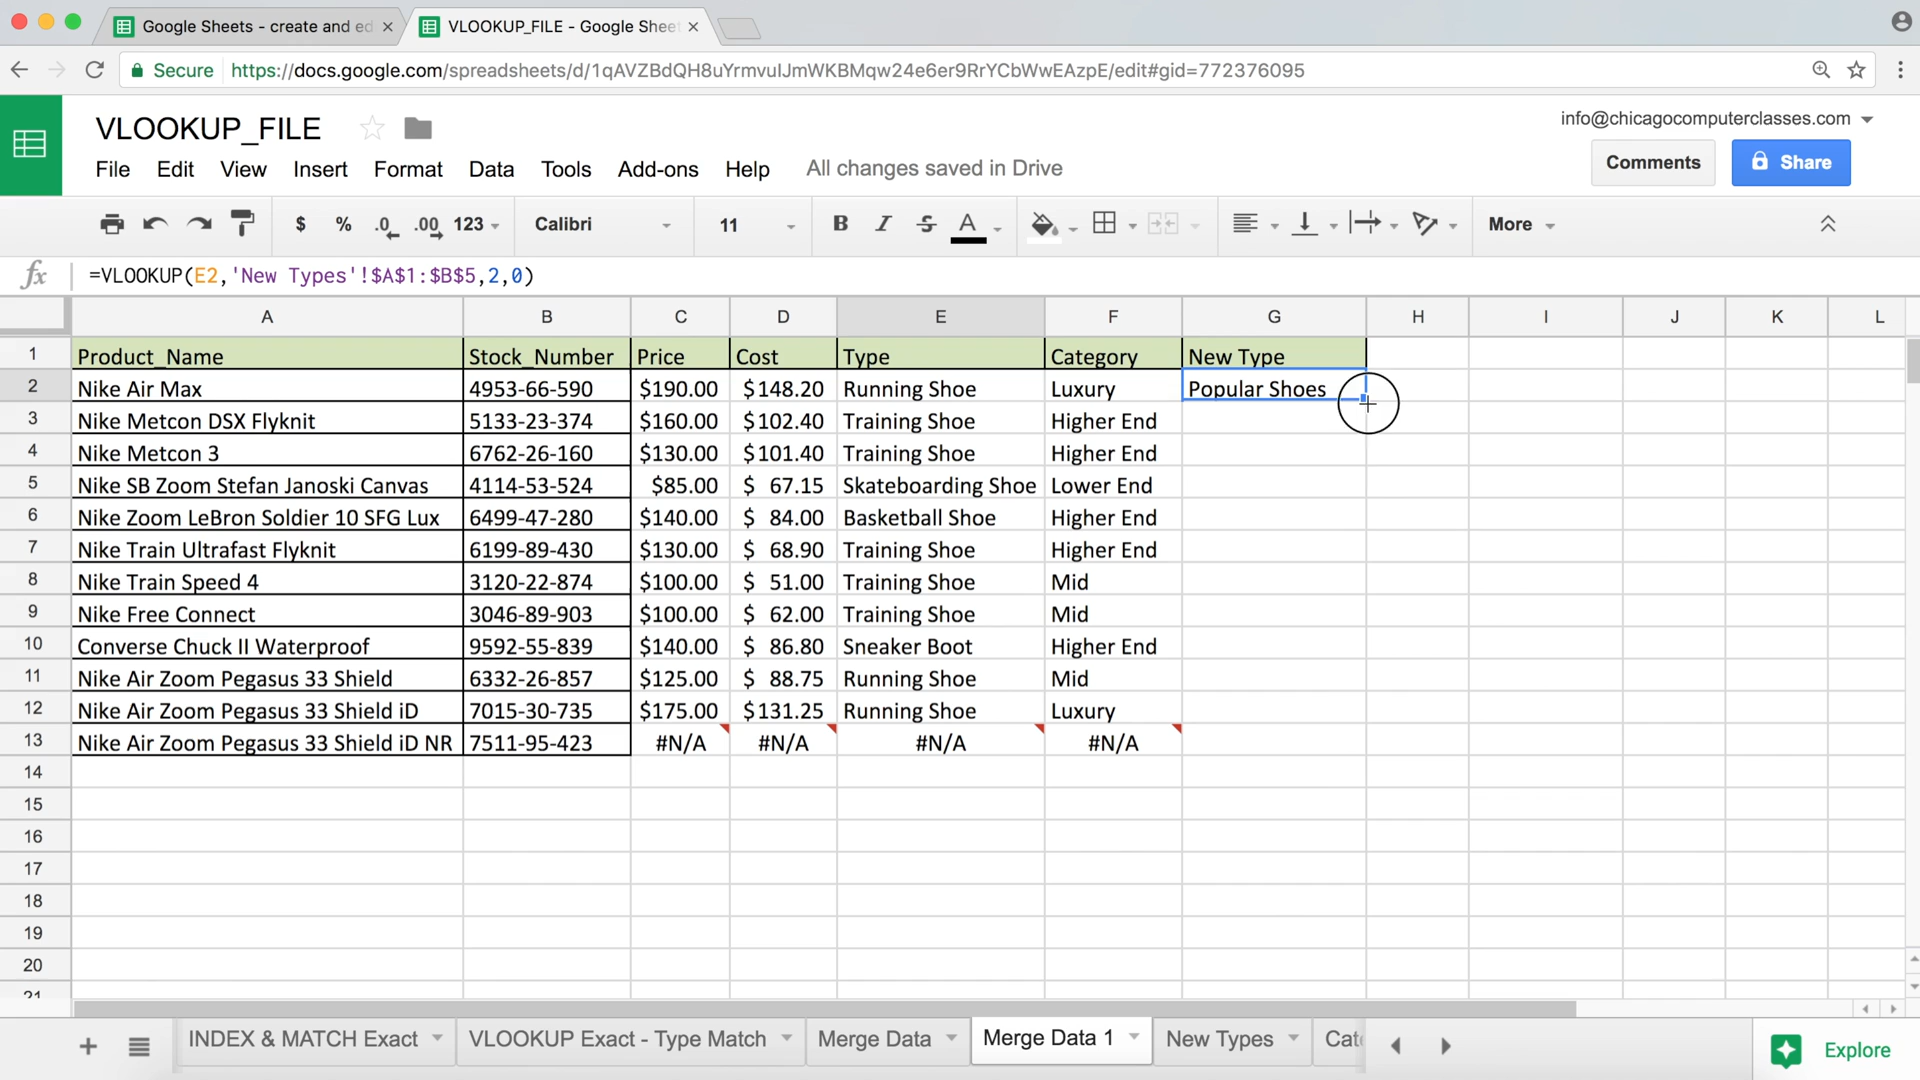 Google Sheets - create and ed
VLOOKUP_FILE - Google Sheet
Secure https://docs.google.com/spreadsheets/d/1qAVZBdQH8uYrmvuIJmWKBMqw24e6er9RrYCbWwEAzpE/edit#gid=772376095
VLOOKUP_FILE
info@chicagocomputerclasses.com
File Edit View Insert Format Data Tools Add-ons Help All changes saved in Drive
Comments Share
$ % .0 .00 123 Calibri 11 B I S A More
fx =VLOOKUP(E2,'New Types'!$A$1:$B$5,2,0)
A B C D E F G H I J K L
1 Product_Name Stock_Number Price Cost Type Category New Type
2 Nike Air Max 4953-66-590 $190.00 $148.20 Running Shoe Luxury Popular Shoes
3 Nike Metcon DSX Flyknit 5133-23-374 $160.00 $102.40 Training Shoe Higher End
4 Nike Metcon 3 6762-26-160 $130.00 $101.40 Training Shoe Higher End
5 Nike SB Zoom Stefan Janoski Canvas 4114-53-524 $85.00 $ 67.15 Skateboarding Shoe Lower End
6 Nike Zoom LeBron Soldier 10 SFG Lux 6499-47-280 $140.00 $ 84.00 Basketball Shoe Higher End
7 Nike Train Ultrafast Flyknit 6199-89-430 $130.00 $ 68.90 Training Shoe Higher End
8 Nike Train Speed 4 3120-22-874 $100.00 $ 51.00 Training Shoe Mid
9 Nike Free Connect 3046-89-903 $100.00 $ 62.00 Training Shoe Mid
10 Converse Chuck II Waterproof 9592-55-839 $140.00 $ 86.80 Sneaker Boot Higher End
11 Nike Air Zoom Pegasus 33 Shield 6332-26-857 $125.00 $ 88.75 Running Shoe Mid
12 Nike Air Zoom Pegasus 33 Shield iD 7015-30-735 $175.00 $131.25 Running Shoe Luxury
13 Nike Air Zoom Pegasus 33 Shield iD NR 7511-95-423 #N/A #N/A #N/A #N/A
14
15
16
17
18
19
20
21
INDEX & MATCH Exact VLOOKUP Exact - Type Match Merge Data Merge Data 1 New Types Cat Explore